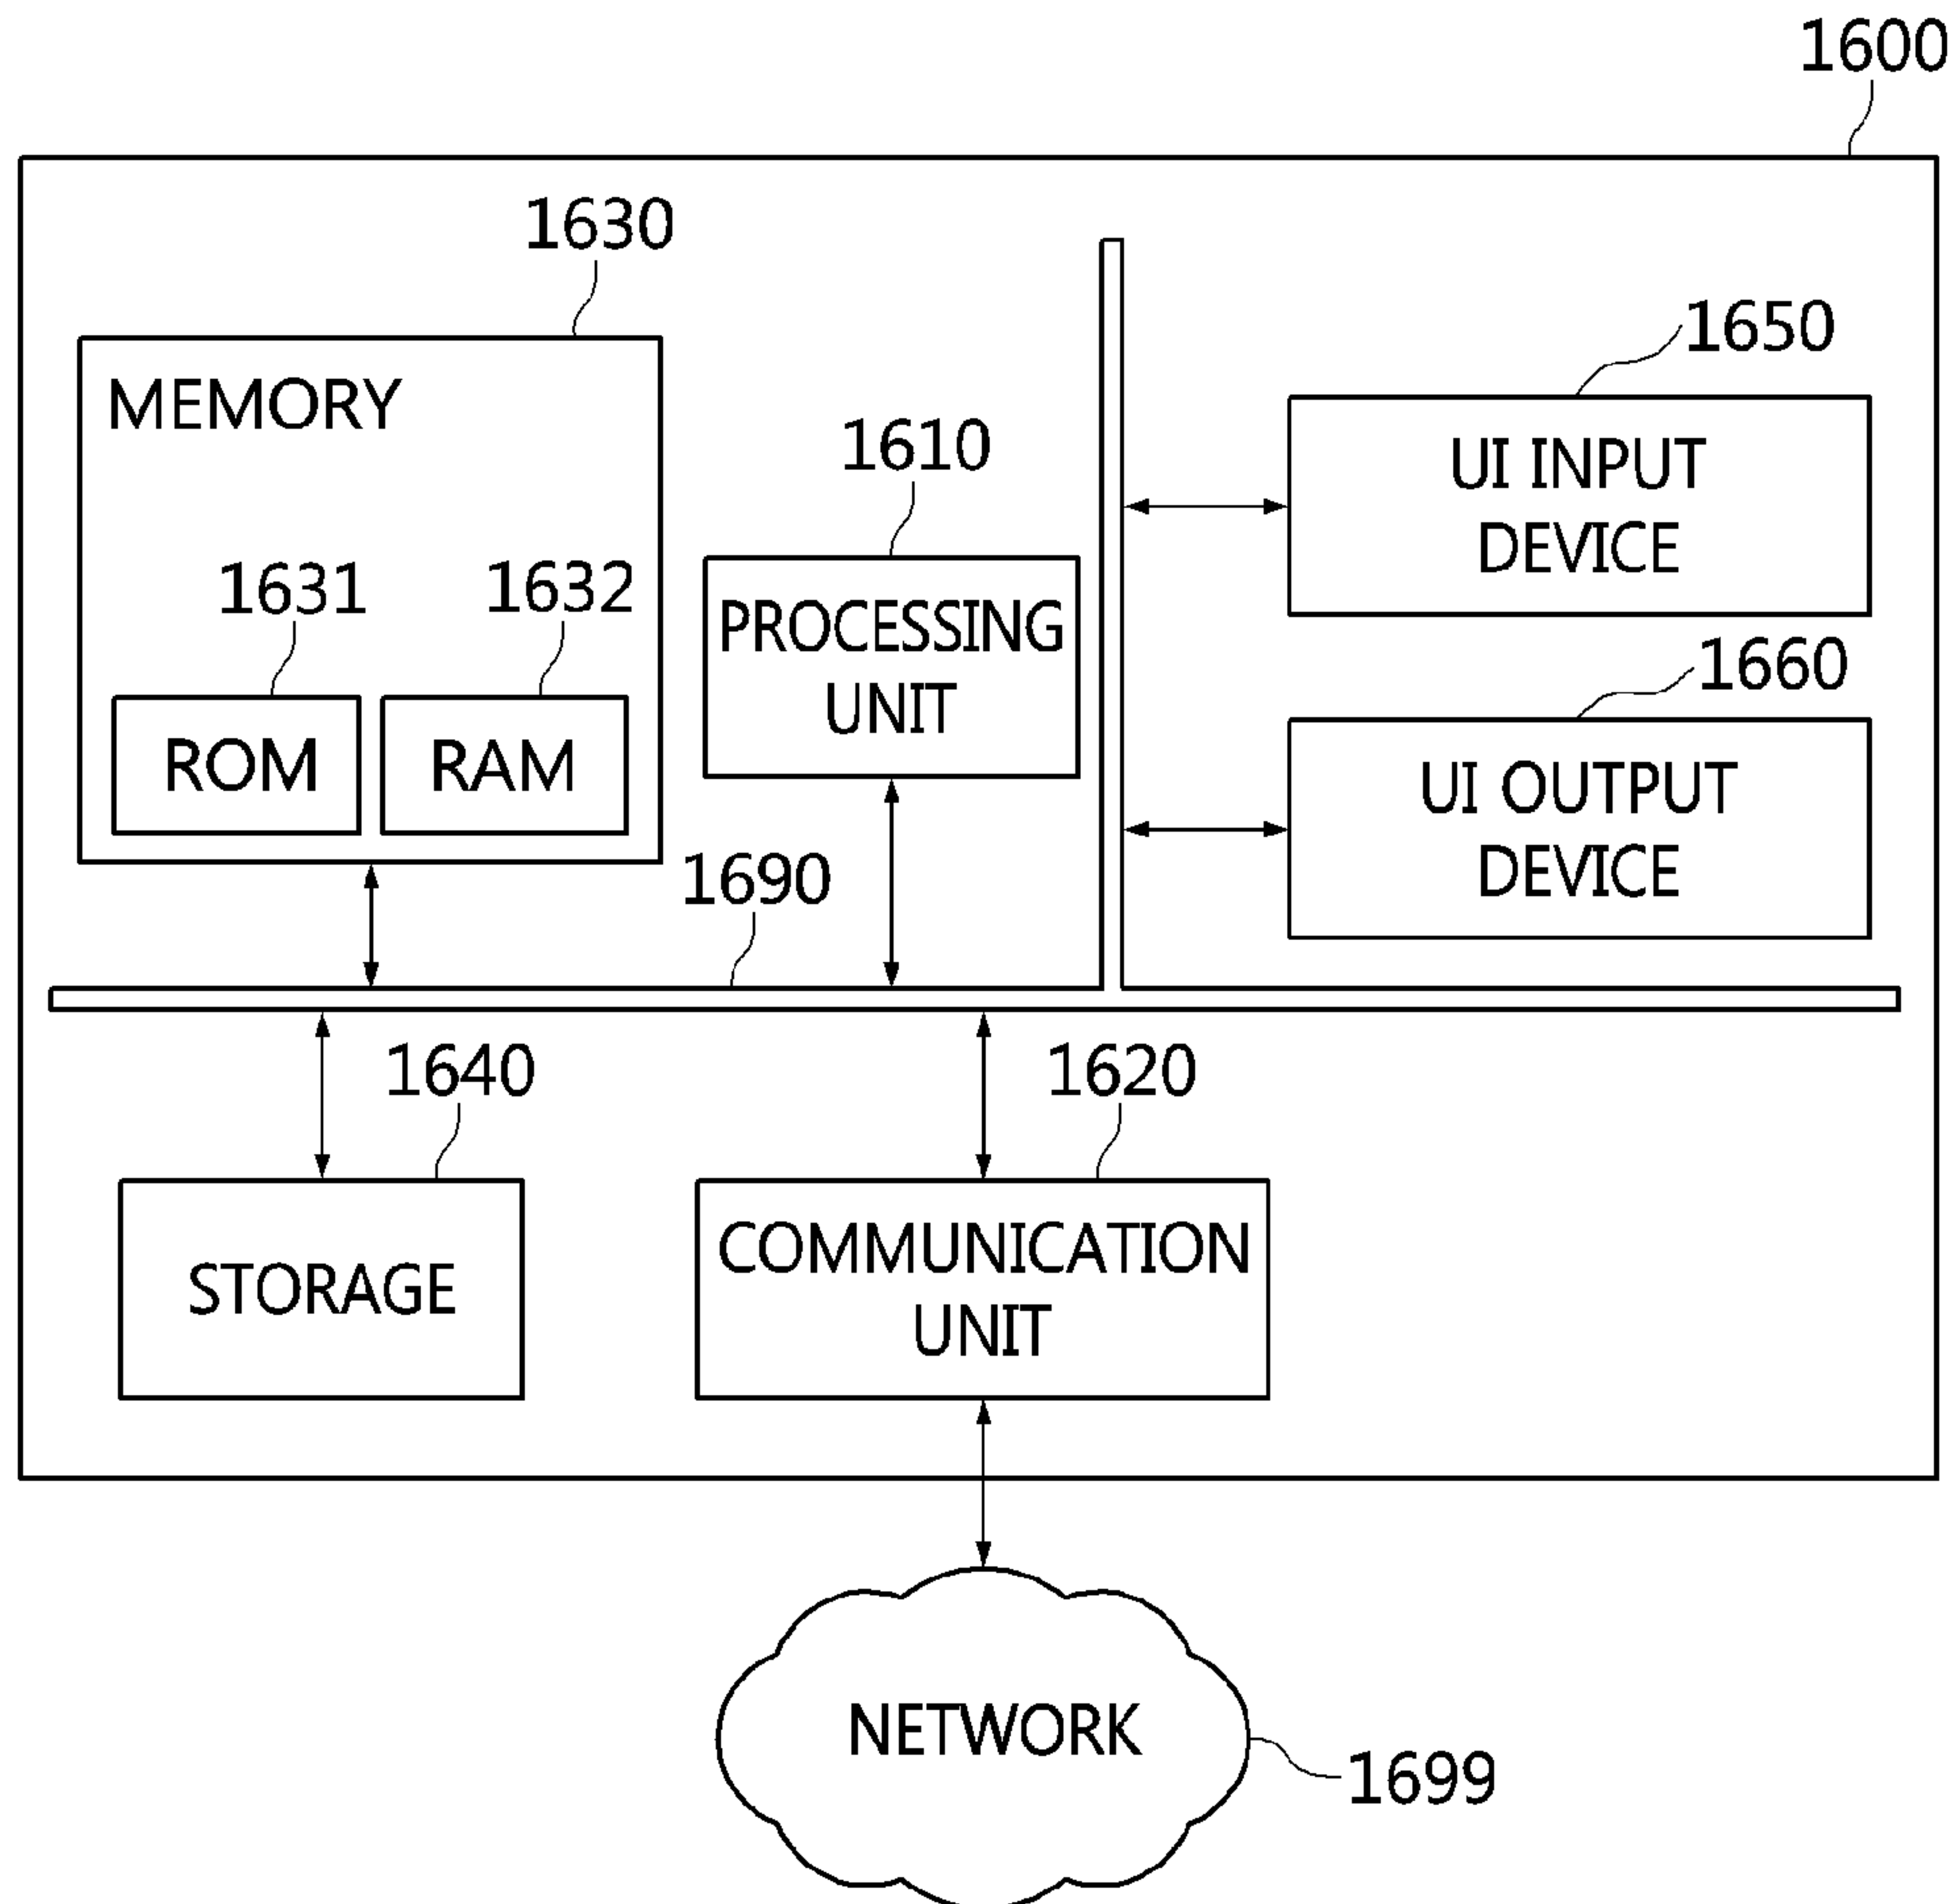 1600
1630
MEMORY
1631
1632
ROM
RAM
1610
PROCESSING
UNIT
1650
UI INPUT
DEVICE
1660
UI OUTPUT
DEVICE
1690
1640
STORAGE
1620
COMMUNICATION
UNIT
NETWORK
1699